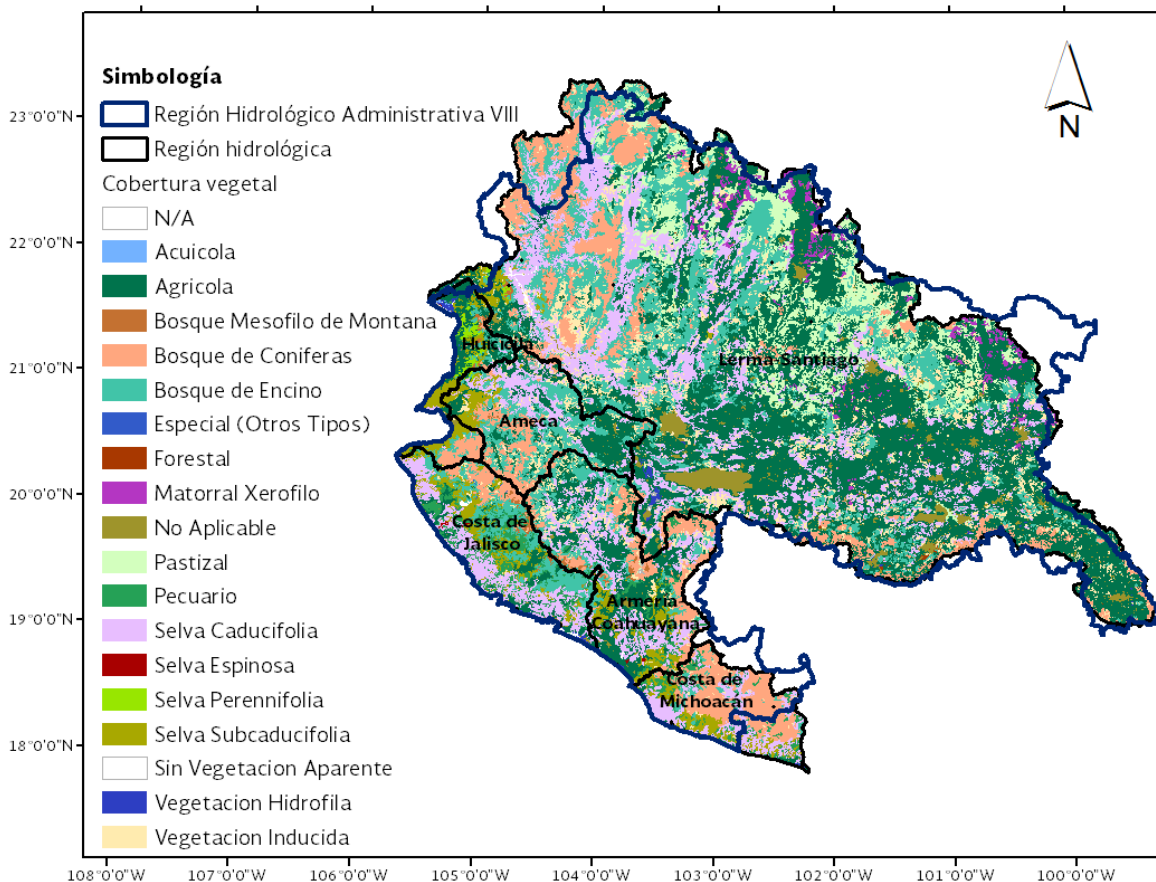 Simbología
Región Hidrológico Administrativa VIII
Región hidrológica
Cobertura vegetal
N/A
Acuicola
Agricola
Bosque Mesofilo de Montana
Bosque de Coniferas
Bosque de Encino
Especial (Otros Tipos)
Forestal
Matorral Xerofilo
No Aplicable
Pastizal
Pecuario
Selva Caducifolia
Selva Espinosa
Selva Perennifolia
Selva Subcaducifolia
Sin Vegetacion Aparente
Vegetacion Hidrofila
Vegetacion Inducida
N
Huicicila
Lerma-Santiago
Ameca
Costa de
Jalisco
Armería
Coahuayana
Costa de
Michoacán
23°0'0"N
22°0'0"N
21°0'0"N
20°0'0"N
19°0'0"N
18°0'0"N
108°0'0"W
107°0'0"W
106°0'0"W
105°0'0"W
104°0'0"W
103°0'0"W
102°0'0"W
101°0'0"W
100°0'0"W